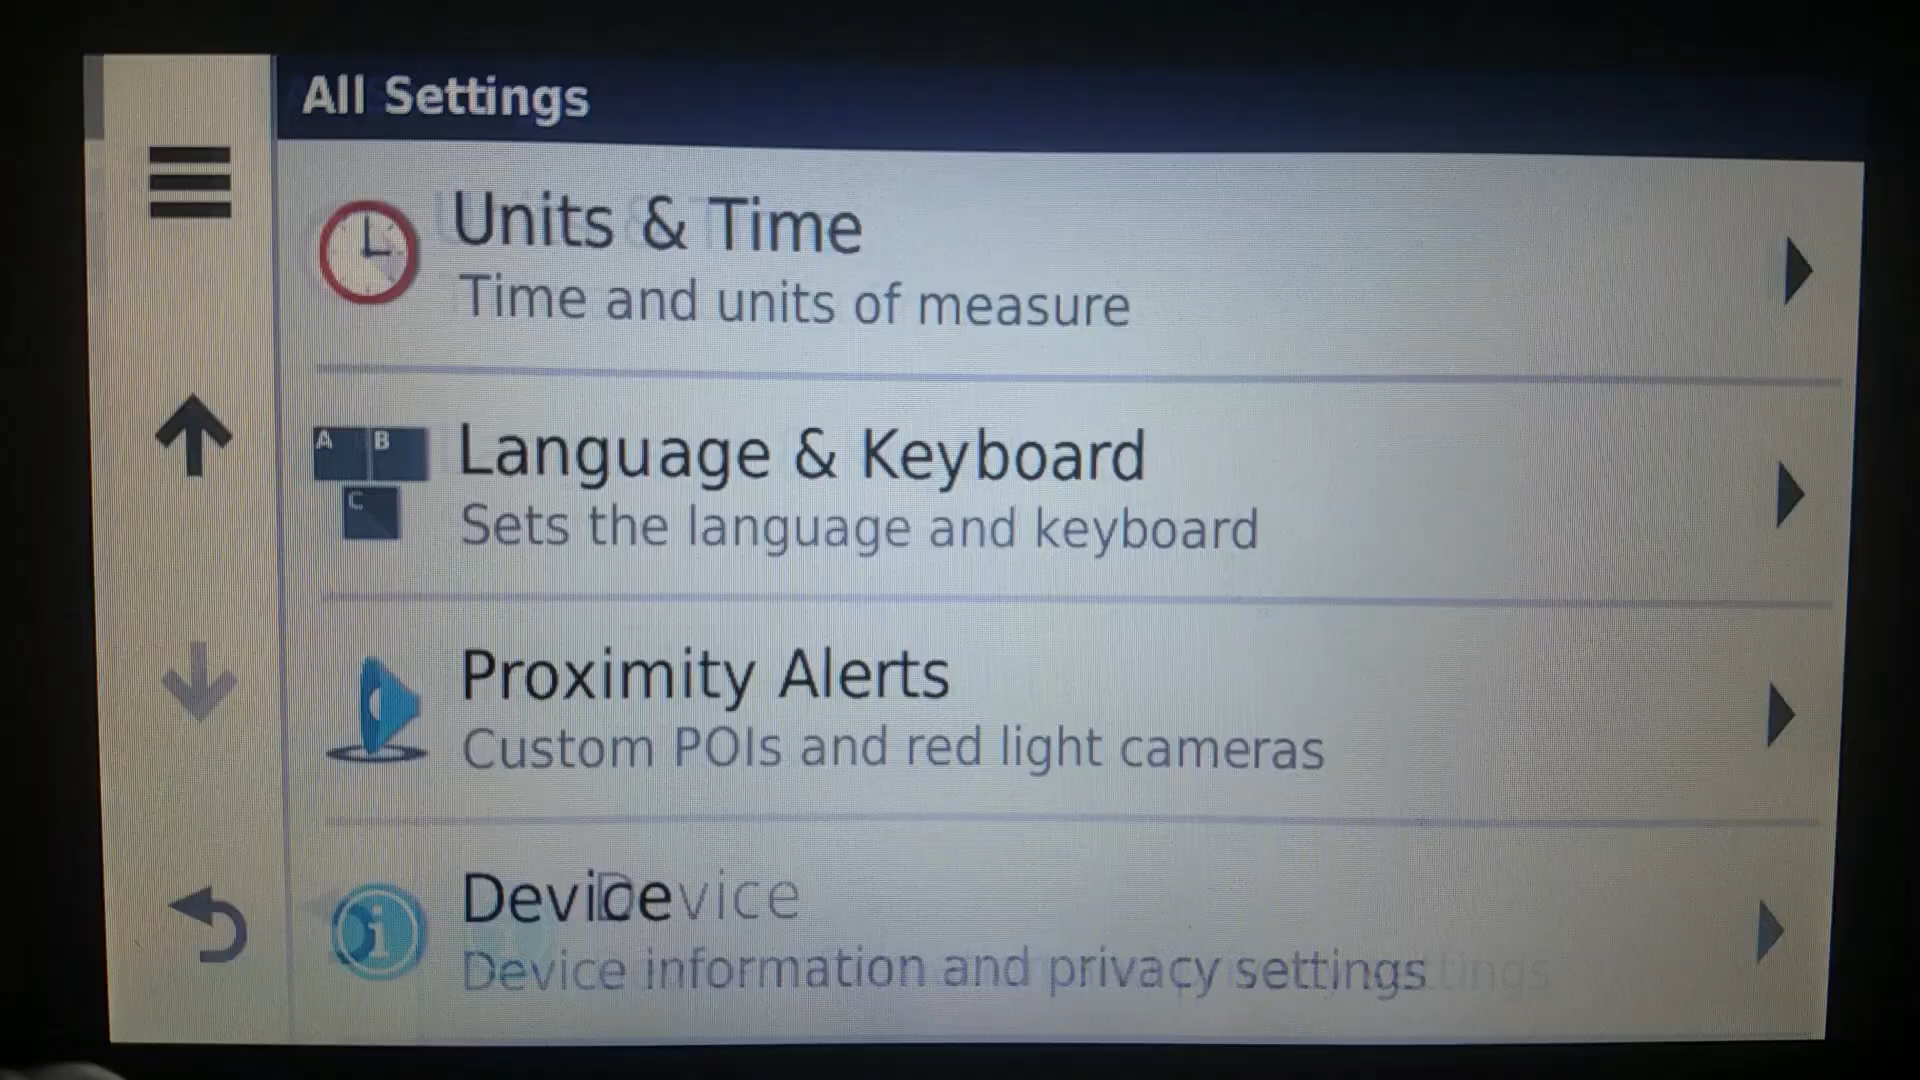 All Settings
Units & Time
Time and units of measure
A B
C
Language & Keyboard
Sets the language and keyboard
Proximity Alerts
Custom POIs and red light cameras
Device
Device information and privacy settings